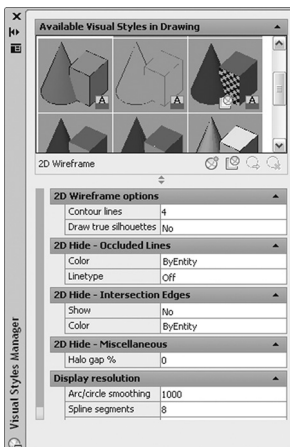 Available Visual Styles in Drawing
A
A
A
2D Wireframe
2D Wireframe options
Contour lines 4
Draw true silhouettes No
2D Hide - Occluded Lines
Color ByEntity
Linetype Off
2D Hide - Intersection Edges
Show No
Color ByEntity
2D Hide - Miscellaneous
Halo gap % 0
Display resolution
Arc/circle smoothing 1000
Spline segments 8
Visual Styles Manager